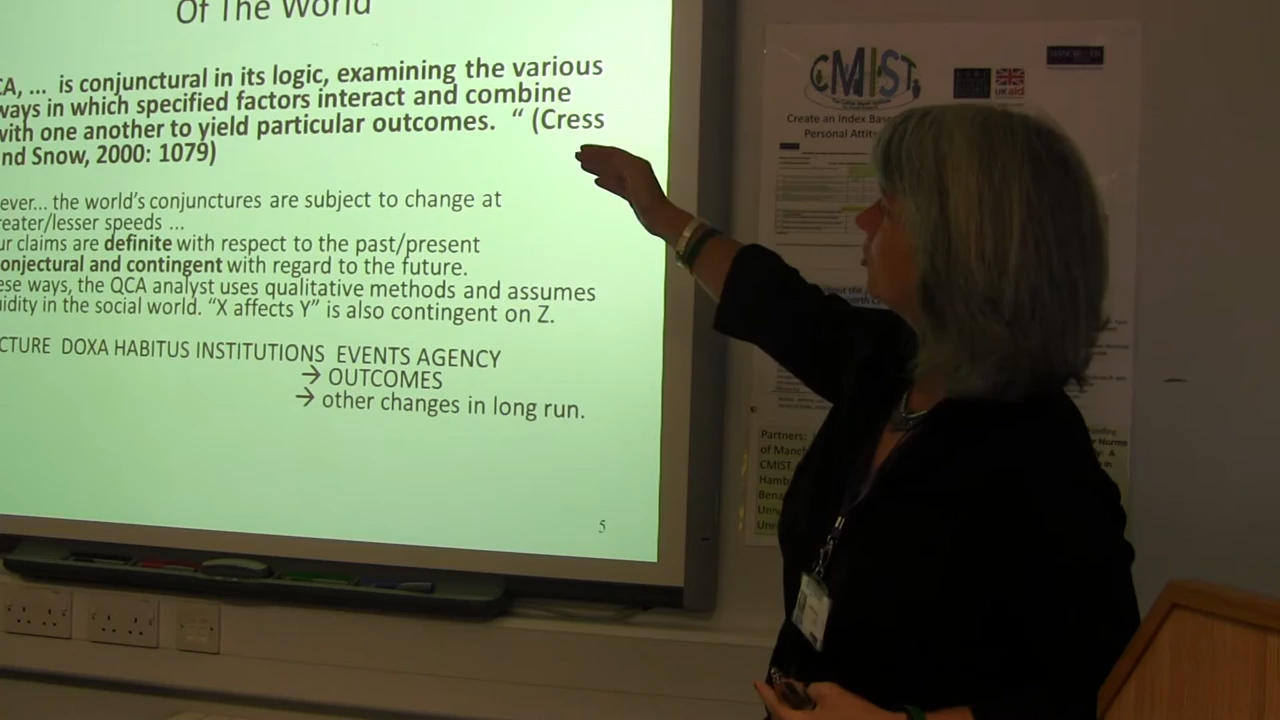 Of The World
CA, ... is conjunctural in its logic, examining the various
ways in which specified factors interact and combine
with one another to yield particular outcomes. “ (Cress
nd Snow, 2000: 1079)
ever... the world’s conjunctures are subject to change at
reater/lesser speeds ...
ur claims are definite with respect to the past/present
onjectural and contingent with regard to the future.
ese ways, the QCA analyst uses qualitative methods and assumes
uidity in the social world. “X affects Y” is also contingent on Z.
CTURE DOXA HABITUS INSTITUTIONS EVENTS AGENCY
→ OUTCOMES
→ other changes in long run.
5
CMIST
UKaid
Create an Index Base
Personal Attit
Partners:
of Manch
CMIST
Hamb
Bena
Univ
Norms